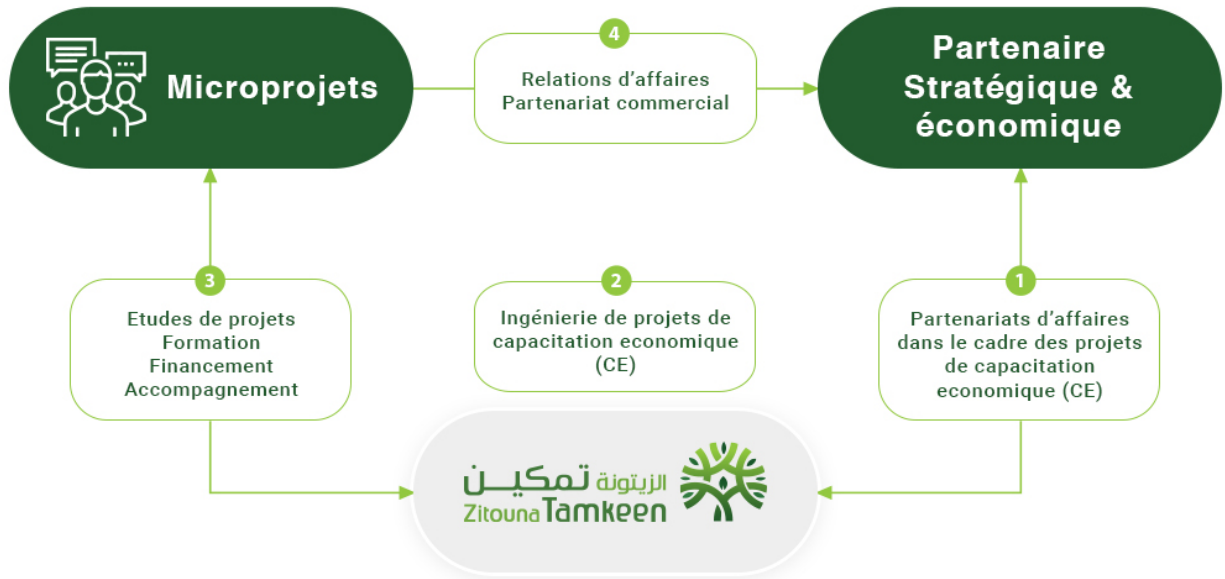 Microprojets
4
Relations d'affaires
Partenariat commercial
Partenaire
Stratégique &
économique
3
Etudes de projets
Formation
Financement
Accompagnement
2
Ingénierie de projets de
capacitation economique
(CE)
1
Partenariats d'affaires
dans le cadre des projets
de capacitation
economique (CE)
الزيتونة تمكيـن
Zitouna Tamkeen